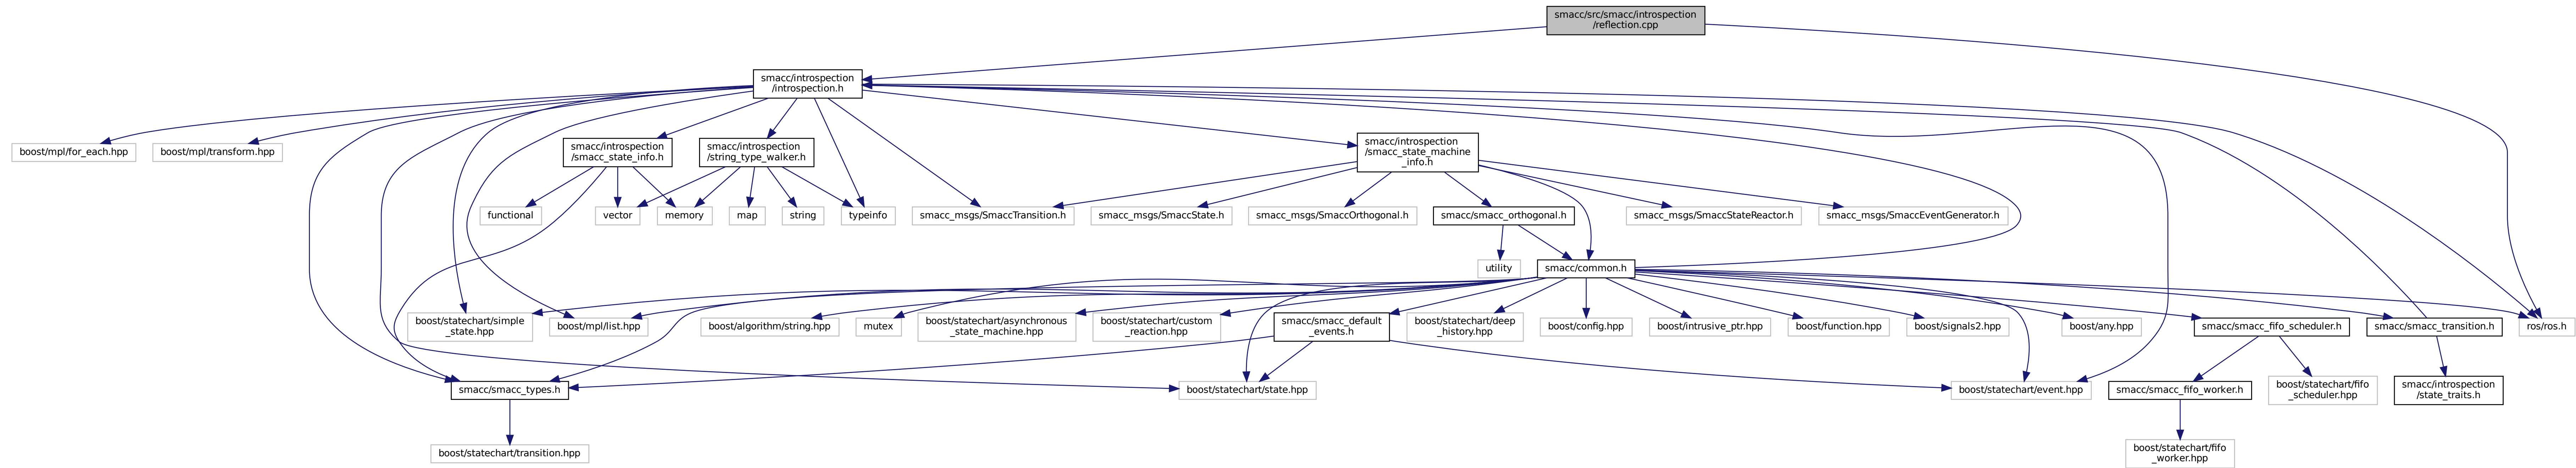 smacc/src/smacc/introspection
/reflection.cpp
smacc/introspection
/introspection.h
boost/mpl/for_each.hpp
boost/mpl/transform.hpp
smacc/introspection
/smacc_state_info.h
smacc/introspection
/string_type_walker.h
smacc/introspection
/smacc_state_machine
_info.h
functional
vector
memory
map
string
typeinfo
smacc_msgs/SmaccTransition.h
smacc_msgs/SmaccState.h
smacc_msgs/SmaccOrthogonal.h
smacc/smacc_orthogonal.h
smacc_msgs/SmaccStateReactor.h
smacc_msgs/SmaccEventGenerator.h
utility
smacc/common.h
boost/statechart/simple
_state.hpp
boost/mpl/list.hpp
boost/algorithm/string.hpp
mutex
boost/statechart/asynchronous
_state_machine.hpp
boost/statechart/custom
_reaction.hpp
smacc/smacc_default
_events.h
boost/statechart/deep
_history.hpp
boost/config.hpp
boost/intrusive_ptr.hpp
boost/function.hpp
boost/signals2.hpp
boost/any.hpp
smacc/smacc_fifo_scheduler.h
smacc/smacc_transition.h
ros/ros.h
smacc/smacc_types.h
boost/statechart/state.hpp
boost/statechart/event.hpp
smacc/smacc_fifo_worker.h
boost/statechart/fifo
_scheduler.hpp
smacc/introspection
/state_traits.h
boost/statechart/transition.hpp
boost/statechart/fifo
_worker.hpp